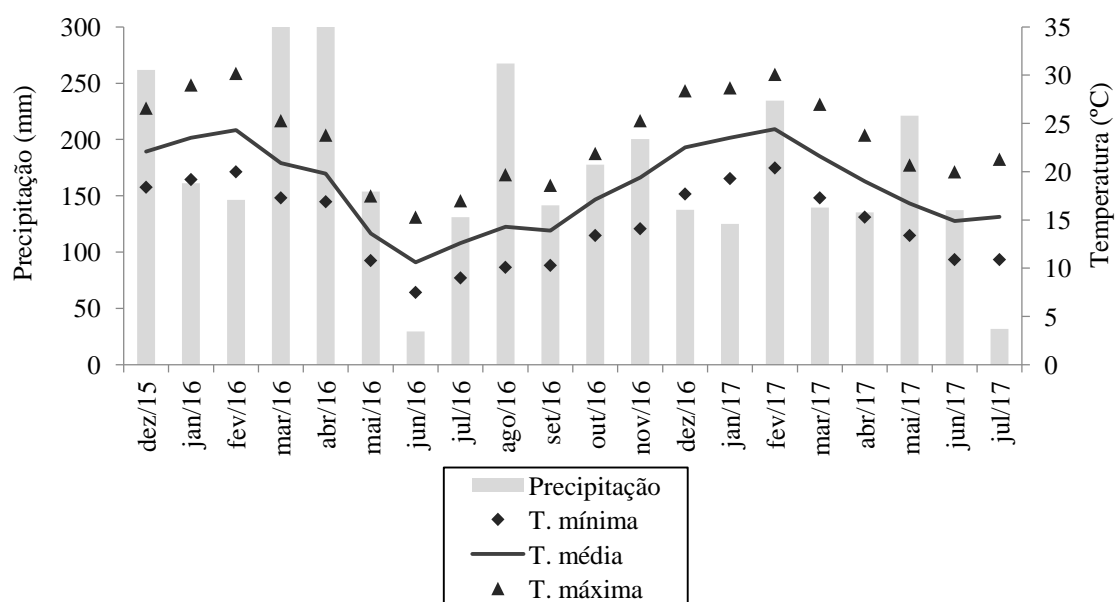 Precipitação (mm)
300
250
200
150
100
50
0
35
30
25
20
15
10
5
0
Temperatura (°C)
dez/15
jan/16
fev/16
mar/16
abr/16
mai/16
jun/16
jul/16
ago/16
set/16
out/16
nov/16
dez/16
jan/17
fev/17
mar/17
abr/17
mai/17
jun/17
jul/17
Precipitação
T. mínima
T. média
T. máxima